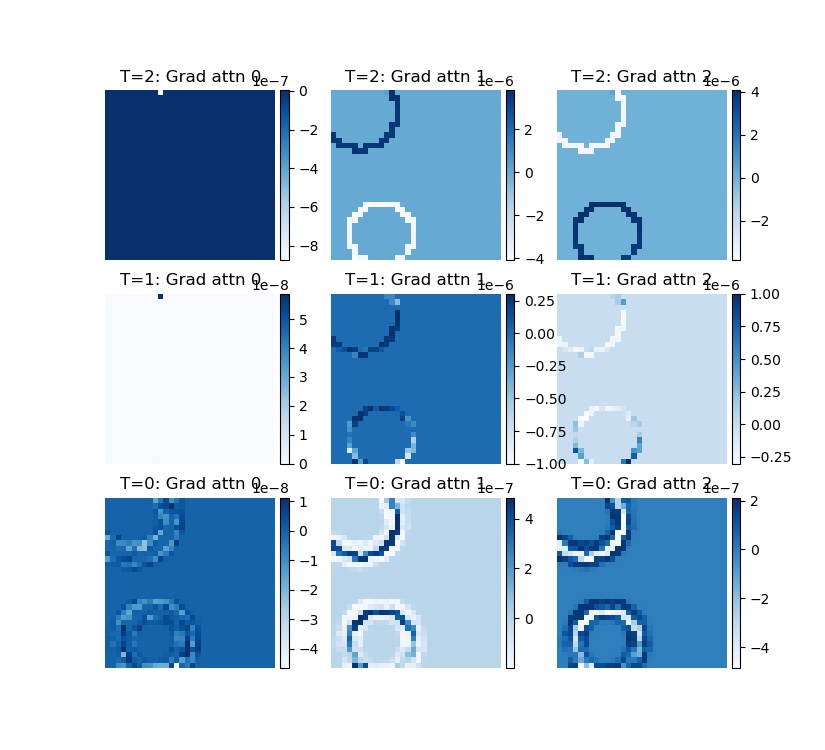 T=2: Grad attn 0
1e−7
T=2: Grad attn 1
1e−6
T=2: Grad attn 2
1e−6
0
−2
−4
−6
−8
2
0
−2
−4
4
2
0
−2
T=1: Grad attn 0
1e−8
T=1: Grad attn 1
1e−6
T=1: Grad attn 2
1e−6
5
4
3
2
1
0
0.25
0.00
−0.25
−0.50
−0.75
−1.00
1.00
0.75
0.50
0.25
0.00
−0.25
T=0: Grad attn 0
1e−8
T=0: Grad attn 1
1e−7
T=0: Grad attn 2
1e−7
1
0
−1
−2
−3
−4
4
2
0
2
0
−2
−4